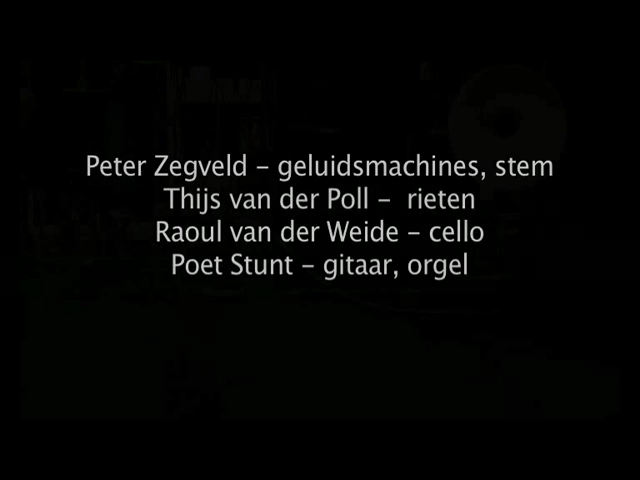 Peter Zegveld – geluidsmachines, stem
Thijs van der Poll –  rieten
Raoul van der Weide – cello
Poet Stunt – gitaar, orgel